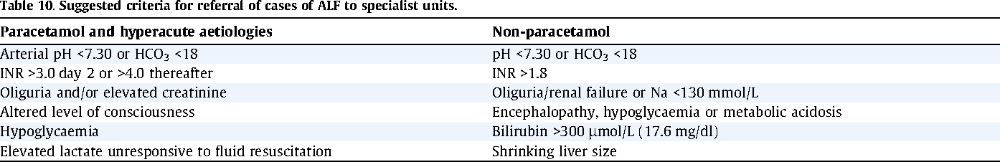 Table 10. Suggested criteria for referral of cases of ALF to specialist units.
Paracetamol and hyperacute aetiologies Non-paracetamol
Arterial pH <7.30 or HCO₃ <18 pH <7.30 or HCO₃ <18
INR >3.0 day 2 or >4.0 thereafter INR >1.8
Oliguria and/or elevated creatinine Oliguria/renal failure or Na <130 mmol/L
Altered level of consciousness Encephalopathy, hypoglycaemia or metabolic acidosis
Hypoglycaemia Bilirubin >300 μmol/L (17.6 mg/dl)
Elevated lactate unresponsive to fluid resuscitation Shrinking liver size